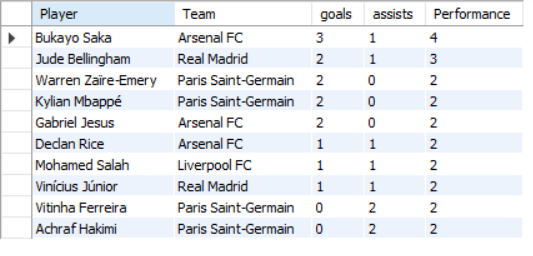 Player Team goals assists Performance
Bukayo Saka Arsenal FC 3 1 4
Jude Bellingham Real Madrid 2 1 3
Warren Zaïre-Emery Paris Saint-Germain 2 0 2
Kylian Mbappé Paris Saint-Germain 2 0 2
Gabriel Jesus Arsenal FC 2 0 2
Declan Rice Arsenal FC 1 1 2
Mohamed Salah Liverpool FC 1 1 2
Vinícius Júnior Real Madrid 1 1 2
Vitinha Ferreira Paris Saint-Germain 0 2 2
Achraf Hakimi Paris Saint-Germain 0 2 2